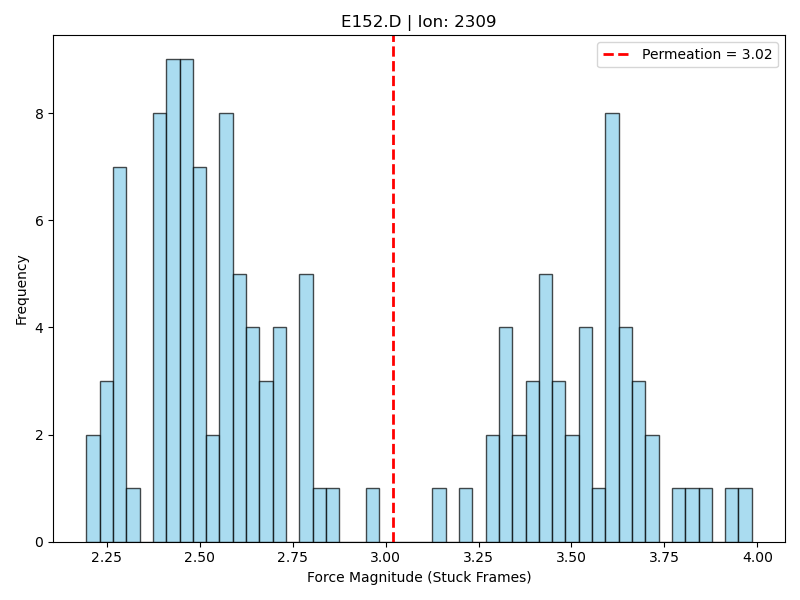 E152.D | Ion: 2309
Permeation = 3.02
Frequency
8
6
4
2
0
2.25 2.50 2.75 3.00 3.25 3.50 3.75 4.00
Force Magnitude (Stuck Frames)